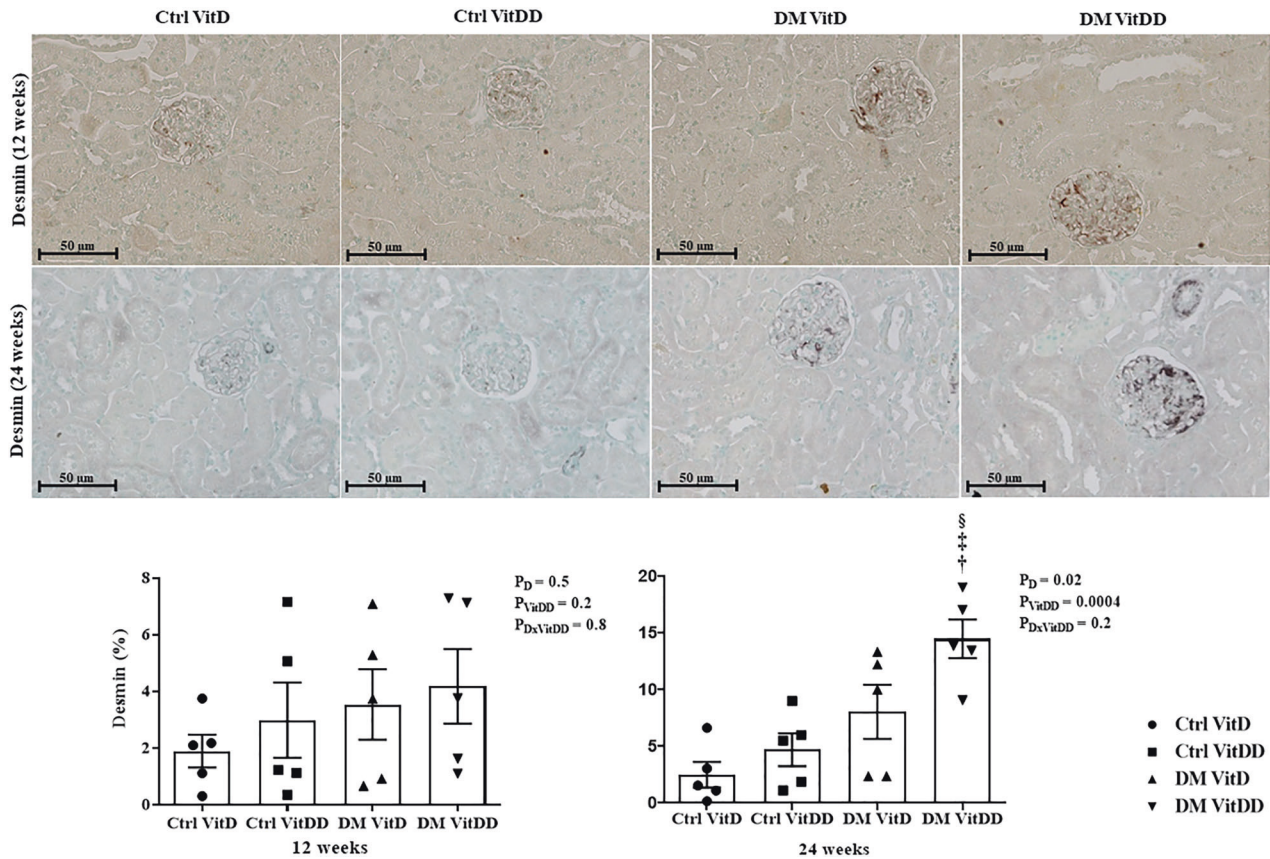 Ctrl VitD Ctrl VitDD DM VitD DM VitDD
Desmin (12 weeks)
50 µm 50 µm 50 µm 50 µm
Desmin (24 weeks)
50 µm 50 µm 50 µm 50 µm
Desmin (%)
8
6
4
2
0
P_D = 0.5
P_VitDD = 0.2
P_DxVitDD = 0.8
Ctrl VitD Ctrl VitDD DM VitD DM VitDD
12 weeks
§
‡
†
20
15
10
5
0
P_D = 0.02
P_VitDD = 0.0004
P_DxVitDD = 0.2
Ctrl VitD Ctrl VitDD DM VitD DM VitDD
24 weeks
Ctrl VitD
Ctrl VitDD
DM VitD
DM VitDD